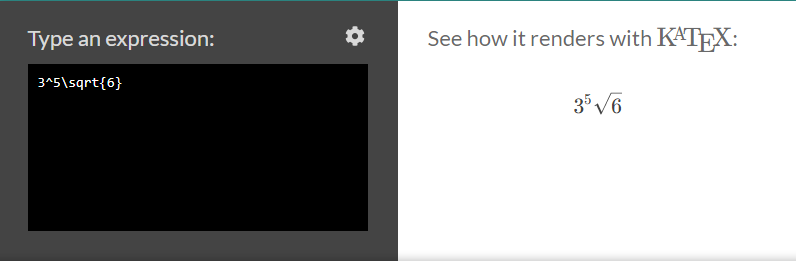 Type an expression:
3^5\sqrt{6}
See how it renders with KATEX:
3⁵√6